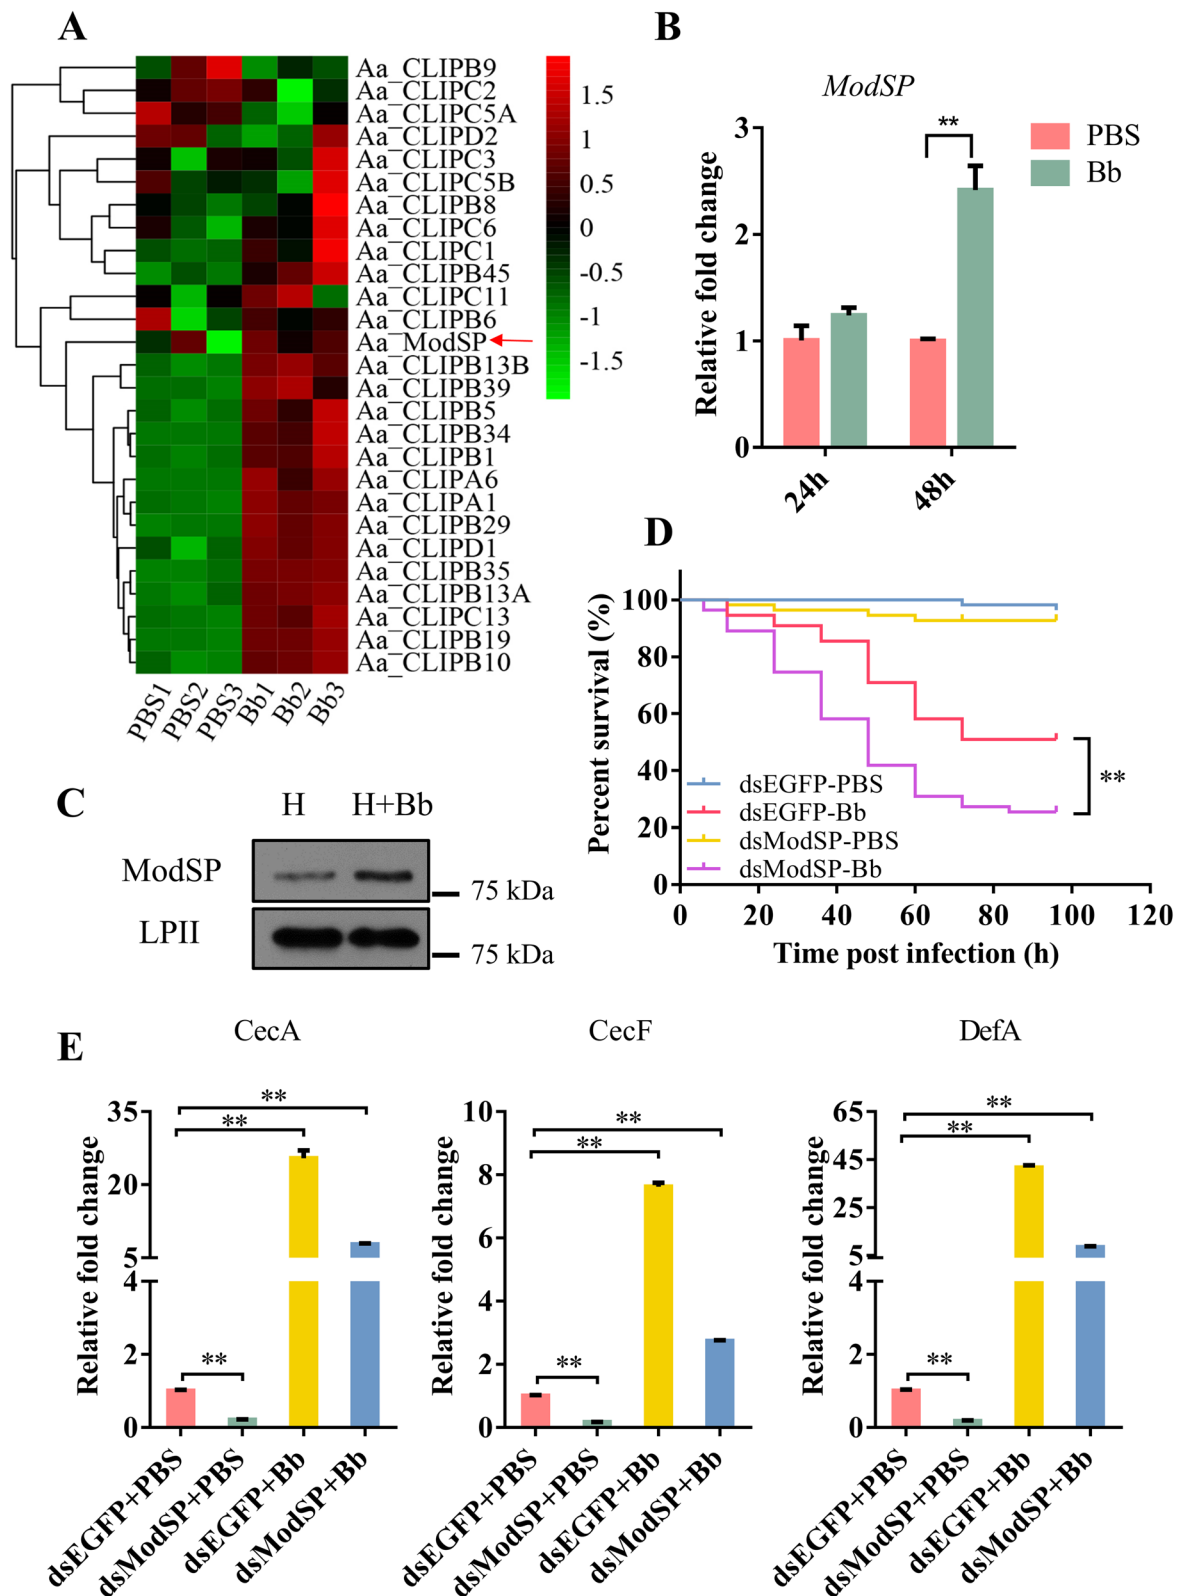 A
Aa_CLIPB9
Aa_CLIPC2
Aa_CLIPC5A
Aa_CLIPD2
Aa_CLIPC3
Aa_CLIPC5B
Aa_CLIPB8
Aa_CLIPC6
Aa_CLIPC1
Aa_CLIPB45
Aa_CLIPC11
Aa_CLIPB6
Aa_ModSP
Aa_CLIPB13B
Aa_CLIPB39
Aa_CLIPB5
Aa_CLIPB34
Aa_CLIPB1
Aa_CLIPA6
Aa_CLIPA1
Aa_CLIPB29
Aa_CLIPD1
Aa_CLIPB35
Aa_CLIPB13A
Aa_CLIPC13
Aa_CLIPB19
Aa_CLIPB10
PBS1 PBS2 PBS3 Bb1 Bb2 Bb3
1.5
1
0.5
0
-0.5
-1
-1.5
B
ModSP
Relative fold change
3
2
1
0
**
24h 48h
PBS
Bb
C
H H+Bb
ModSP
75 kDa
LPII
75 kDa
D
Percent survival (%)
100
80
60
40
20
0
dsEGFP-PBS
dsEGFP-Bb
dsModSP-PBS
dsModSP-Bb
**
0 20 40 60 80 100 120
Time post infection (h)
E
CecA
Relative fold change
35
20
5
4
2
0
**
**
**
dsEGFP+PBS
dsModSP+PBS
dsEGFP+Bb
dsModSP+Bb
CecF
Relative fold change
10
8
6
4
2
0
**
**
**
dsEGFP+PBS
dsModSP+PBS
dsEGFP+Bb
dsModSP+Bb
DefA
Relative fold change
65
45
25
5
4
2
0
**
**
**
dsEGFP+PBS
dsModSP+PBS
dsEGFP+Bb
dsModSP+Bb